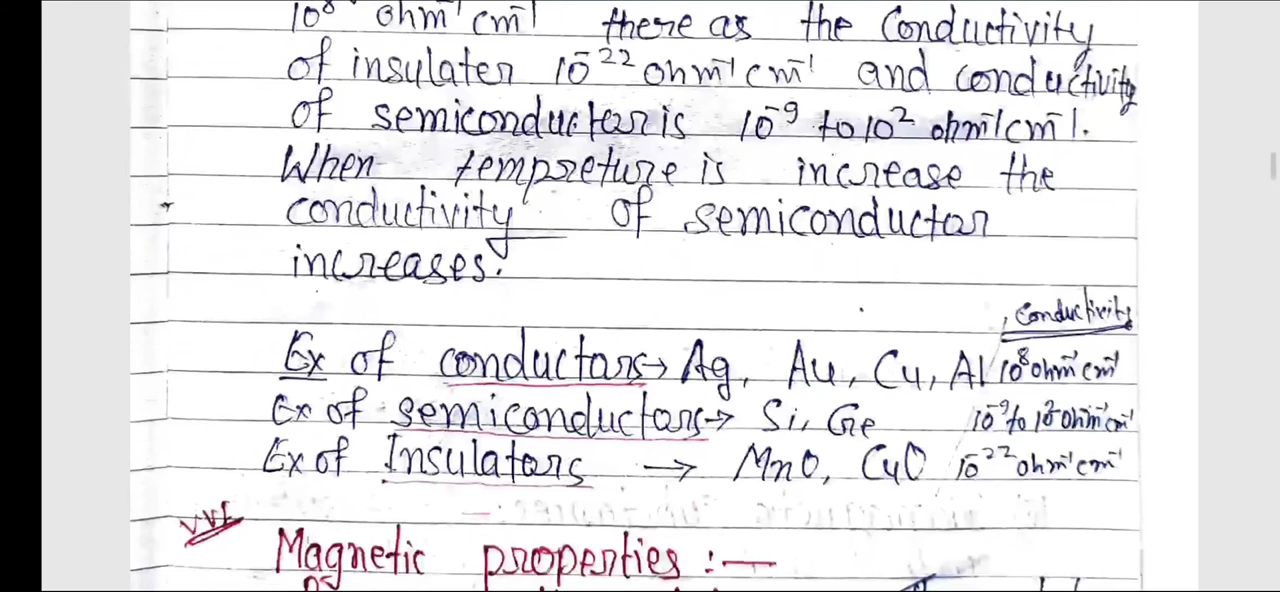 10⁸ ohm⁻¹ cm⁻¹ there as the conductivity
of insulater 10⁻²² ohm⁻¹ cm⁻¹ and conductivity
of semiconductor is 10⁻⁹ to 10² ohm⁻¹ cm⁻¹.
When tempreture is increase the
conductivity of semiconductor
increases.
, conductivity
Ex of conductors → Ag, Au, Cu, Al 10⁸ ohm⁻¹ cm⁻¹
Ex of semiconductors → Si, Ge 10⁻⁹ to 10² ohm⁻¹ cm⁻¹
Ex of Insulators → MnO, CuO 10⁻²² ohm⁻¹ cm⁻¹
VVI
Magnetic properties :—